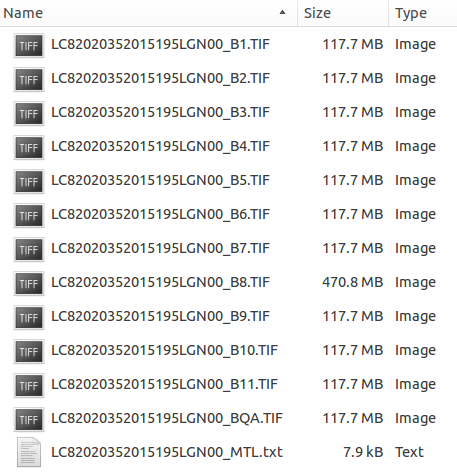 Name Size Type
TIFF LC82020352015195LGN00_B1.TIF 117.7 MB Image
TIFF LC82020352015195LGN00_B2.TIF 117.7 MB Image
TIFF LC82020352015195LGN00_B3.TIF 117.7 MB Image
TIFF LC82020352015195LGN00_B4.TIF 117.7 MB Image
TIFF LC82020352015195LGN00_B5.TIF 117.7 MB Image
TIFF LC82020352015195LGN00_B6.TIF 117.7 MB Image
TIFF LC82020352015195LGN00_B7.TIF 117.7 MB Image
TIFF LC82020352015195LGN00_B8.TIF 470.8 MB Image
TIFF LC82020352015195LGN00_B9.TIF 117.7 MB Image
TIFF LC82020352015195LGN00_B10.TIF 117.7 MB Image
TIFF LC82020352015195LGN00_B11.TIF 117.7 MB Image
TIFF LC82020352015195LGN00_BQA.TIF 117.7 MB Image
LC82020352015195LGN00_MTL.txt 7.9 kB Text